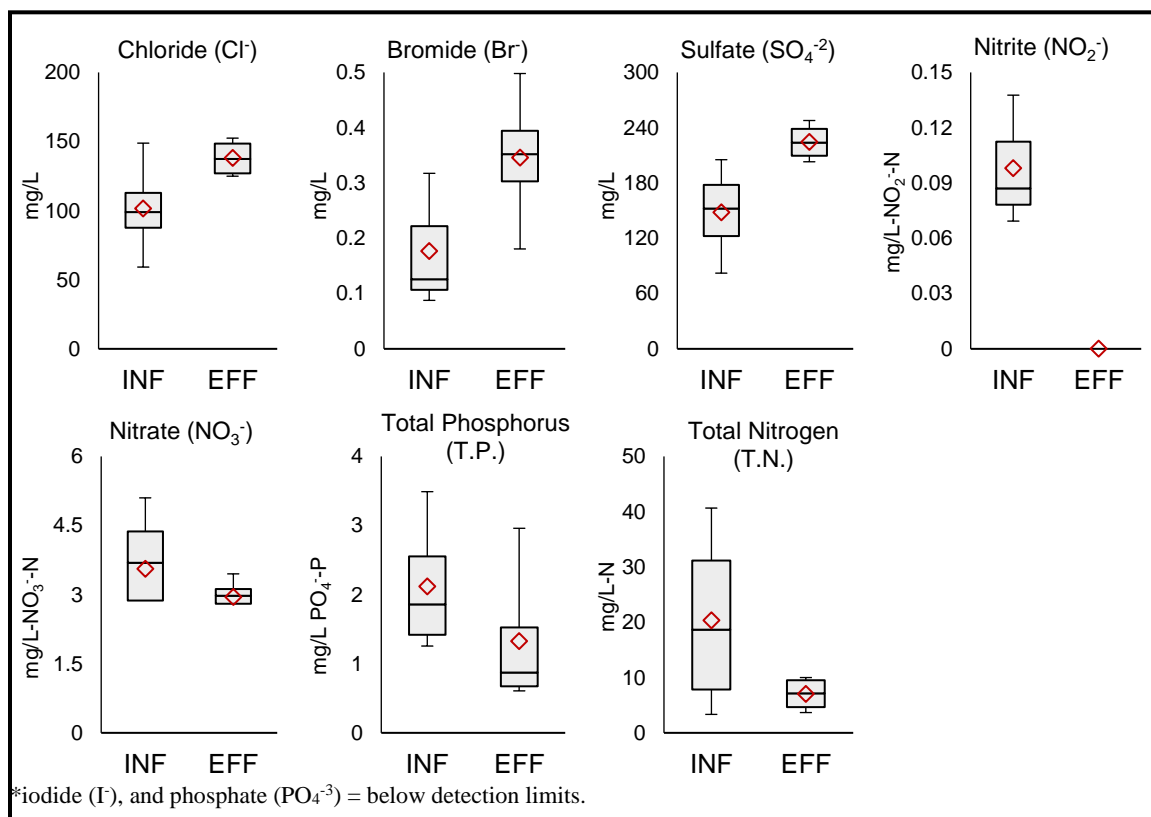 Chloride (Cl⁻)
200
150
100
50
0
mg/L
INF EFF
Bromide (Br⁻)
0.5
0.4
0.3
0.2
0.1
0
mg/L
INF EFF
Sulfate (SO₄⁻²)
300
240
180
120
60
0
mg/L
INF EFF
Nitrite (NO₂⁻)
0.15
0.12
0.09
0.06
0.03
0
mg/L-NO₂⁻-N
INF EFF
Nitrate (NO₃⁻)
6
4.5
3
1.5
0
mg/L-NO₃⁻-N
INF EFF
Total Phosphorus
(T.P.)
4
3
2
1
0
mg/L PO₄⁻-P
INF EFF
Total Nitrogen
(T.N.)
50
40
30
20
10
0
mg/L-N
INF EFF
*iodide (I⁻), and phosphate (PO₄⁻³) = below detection limits.